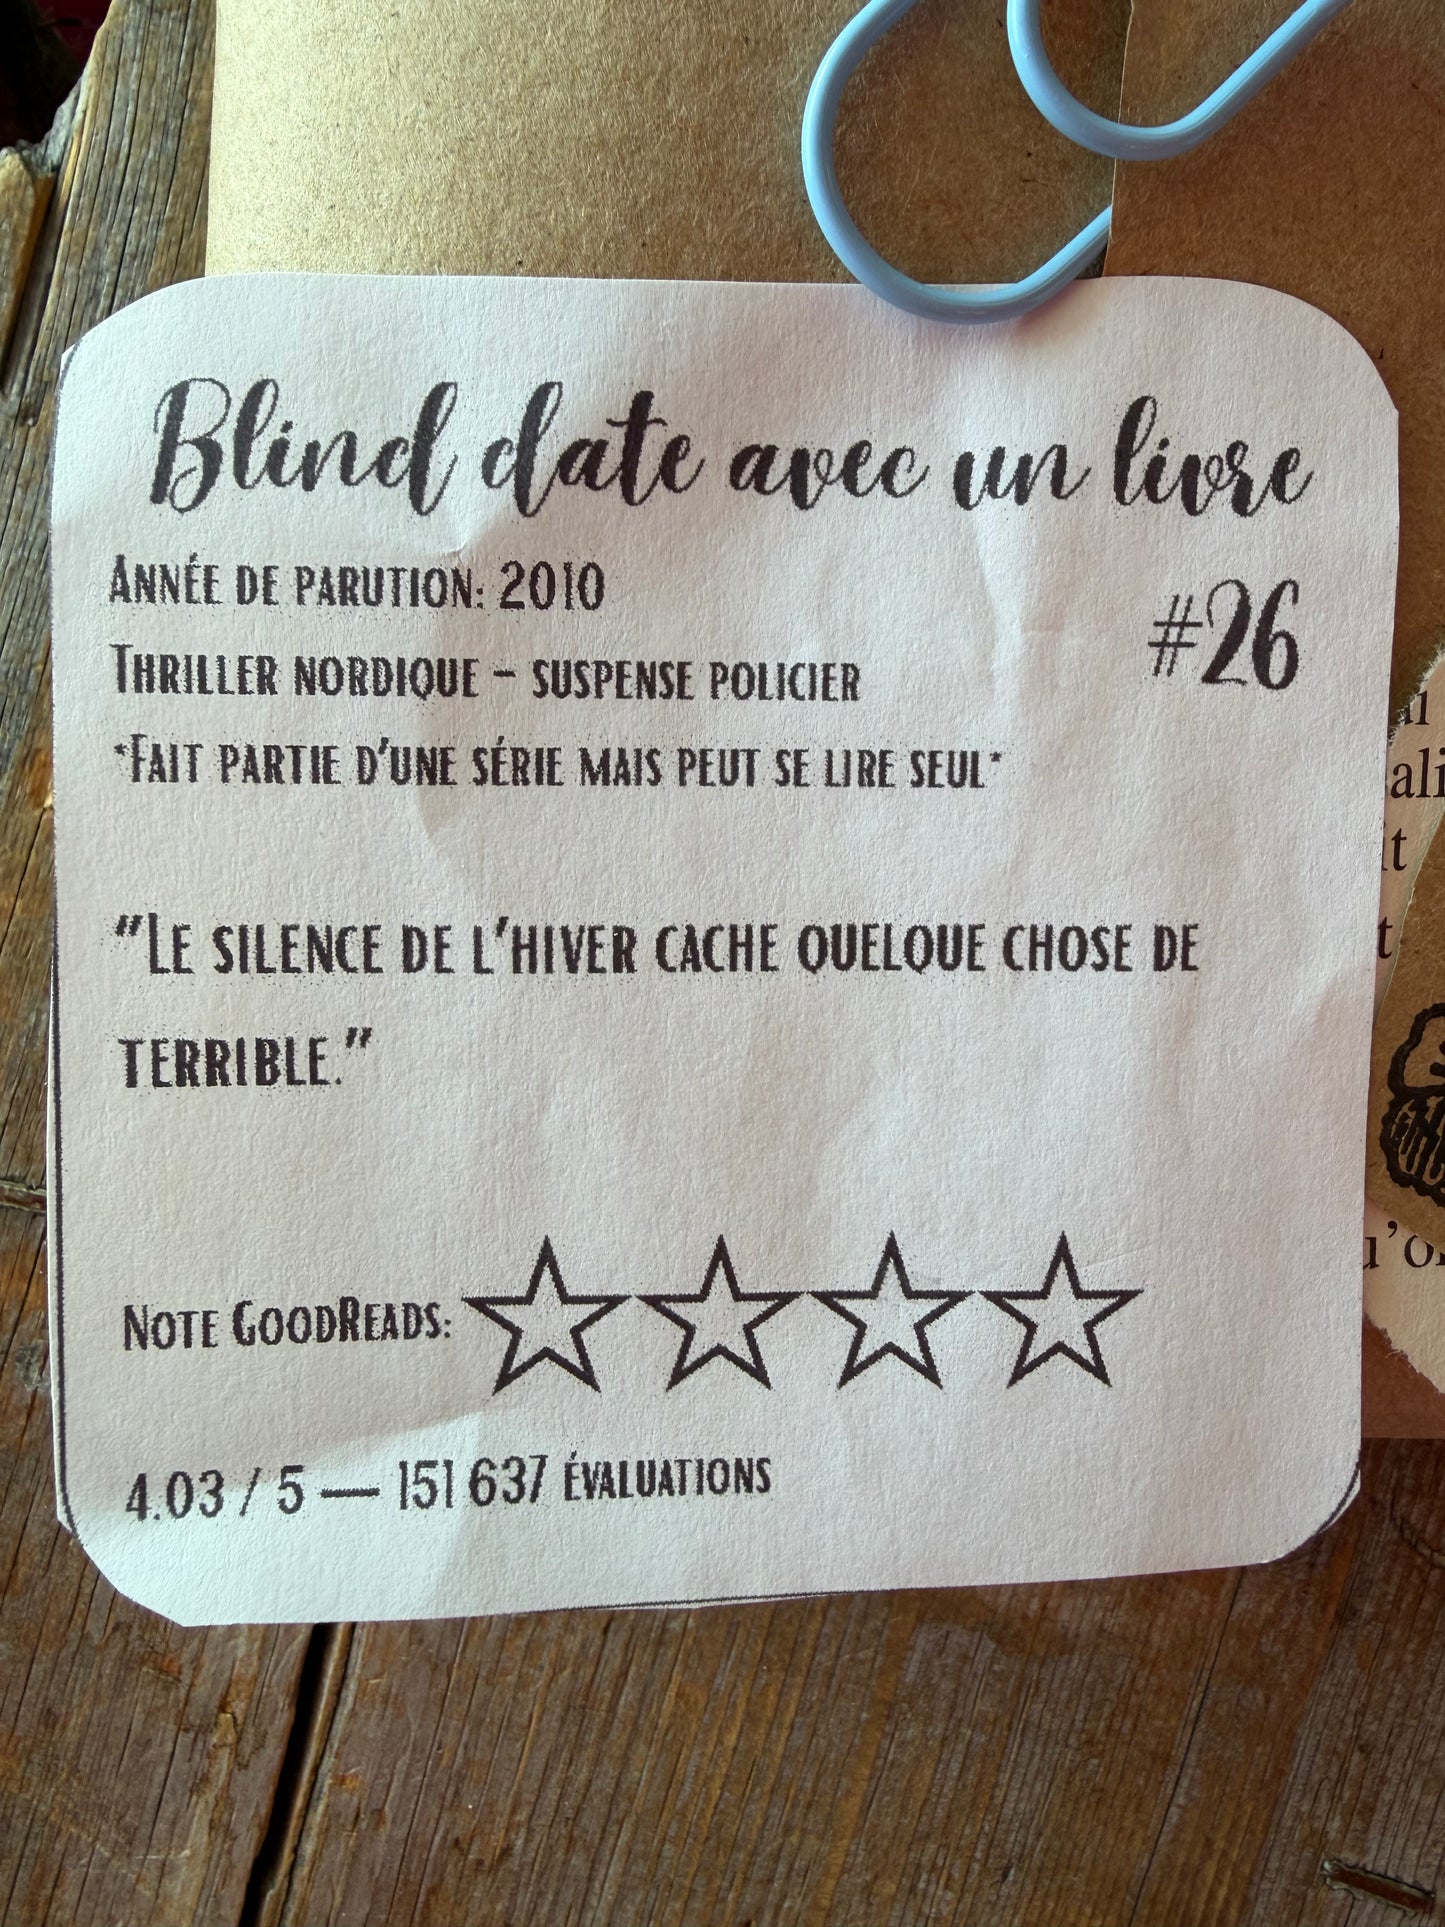 Blind date avec un livre
Année de parution: 2010
#26
Thriller nordique - suspense policier
*Fait partie d'une série mais peut se lire seul*
"Le silence de l'hiver cache quelque chose de
terrible."
Note GoodReads:
4.03 / 5 — 151 637 évaluations